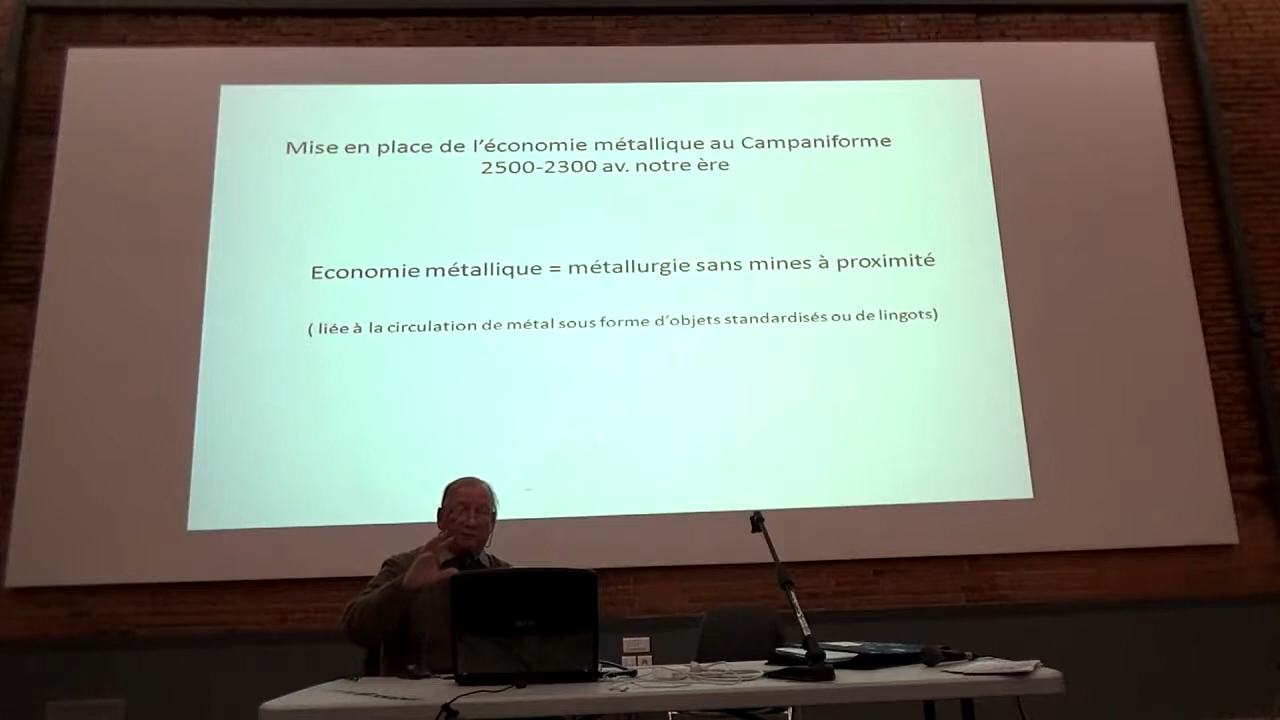 Mise en place de l'économie métallique au Campaniforme
2500-2300 av. notre ère
Economie métallique = métallurgie sans mines à proximité
( liée à la circulation de métal sous forme d'objets standardisés ou de lingots)